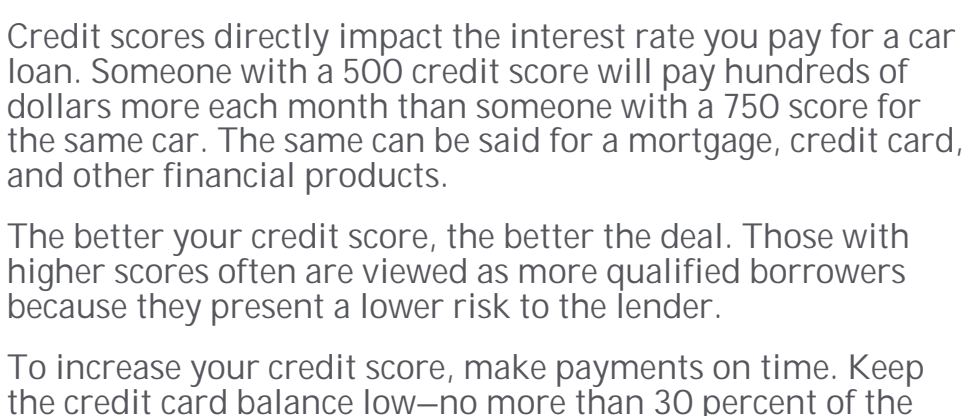 Credit scores directly impact the interest rate you pay for a car
loan. Someone with a 500 credit score will pay hundreds of
dollars more each month than someone with a 750 score for
the same car. The same can be said for a mortgage, credit card,
and other financial products.
The better your credit score, the better the deal. Those with
higher scores often are viewed as more qualified borrowers
because they present a lower risk to the lender.
To increase your credit score, make payments on time. Keep
the credit card balance low—no more than 30 percent of the